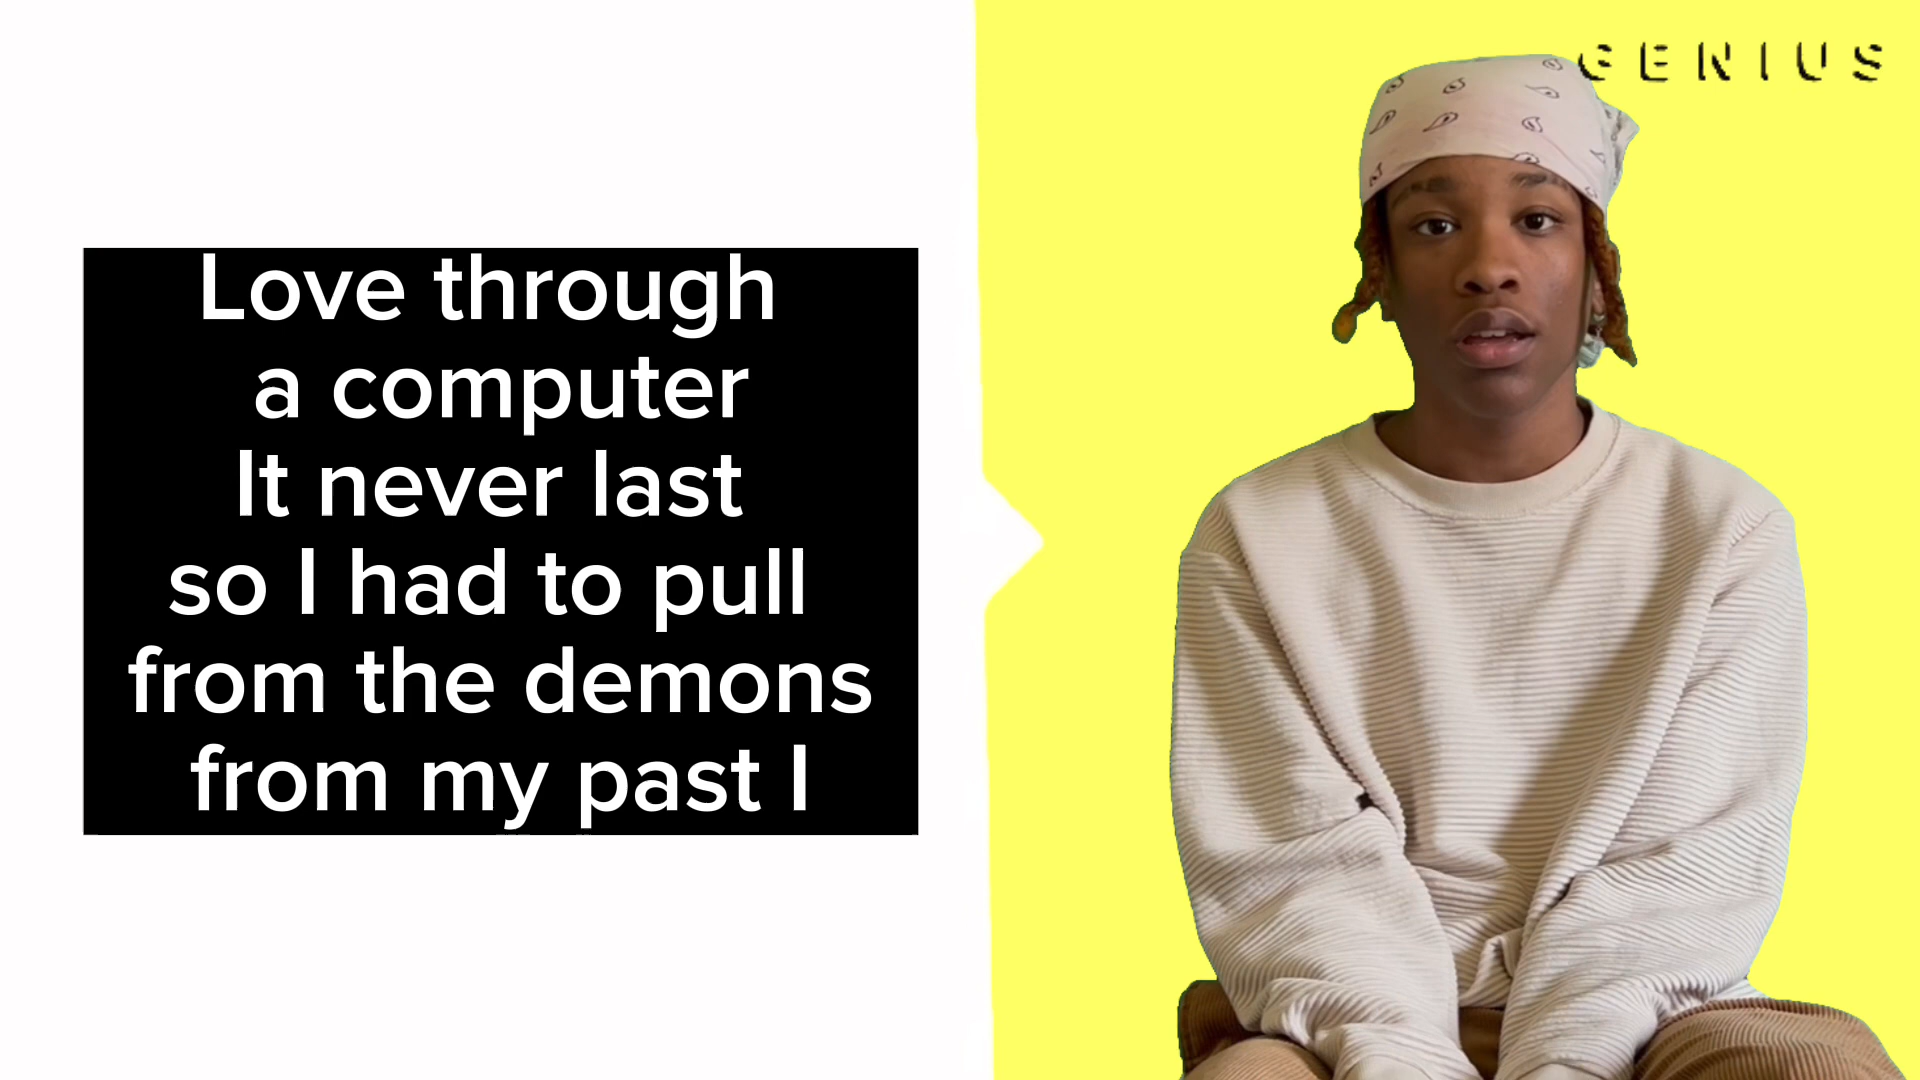 GENIUS
Love through
a computer
It never last
so I had to pull
from the demons
from my past I